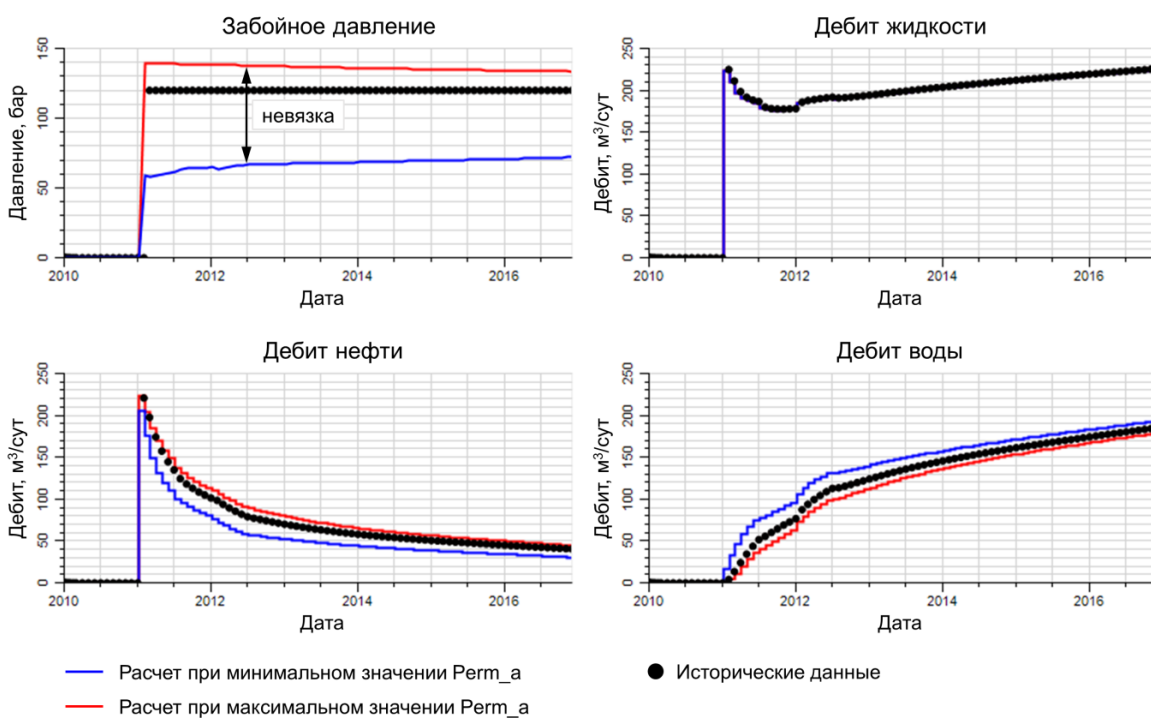 Забойное давление
Давление, бар
150
100
50
0
невязка
2010 2012 2014 2016
Дата
Дебит жидкости
Дебит, м³/сут
250
200
150
100
50
0
2010 2012 2014 2016
Дата
Дебит нефти
Дебит, м³/сут
250
200
150
100
50
0
2010 2012 2014 2016
Дата
Дебит воды
Дебит, м³/сут
250
200
150
100
50
0
2010 2012 2014 2016
Дата
Расчет при минимальном значении Perm_a
Расчет при максимальном значении Perm_a
Исторические данные